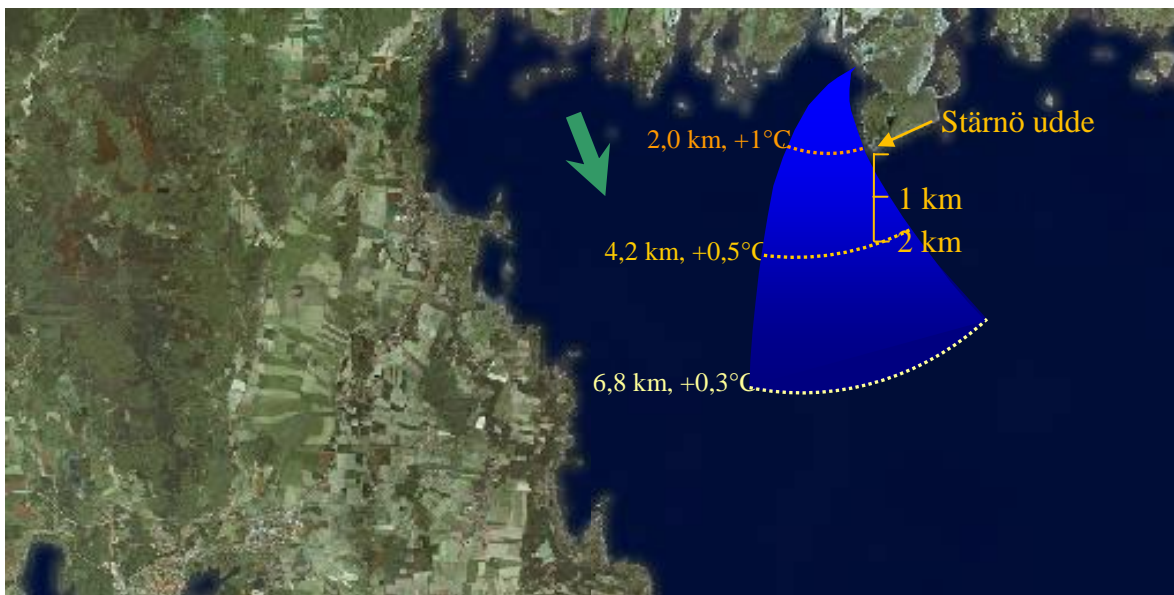 Stärnö udde
2,0 km, +1°C
1 km
2 km
4,2 km, +0,5°C
6,8 km, +0,3°C